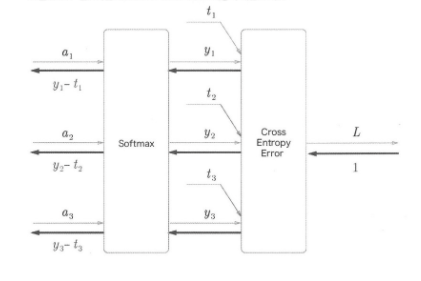 t₁
a₁
y₁
y₁− t₁
t₂
a₂
y₂
Softmax
Cross
Entropy
Error
L
1
y₂− t₂
t₃
a₃
y₃
y₃− t₃